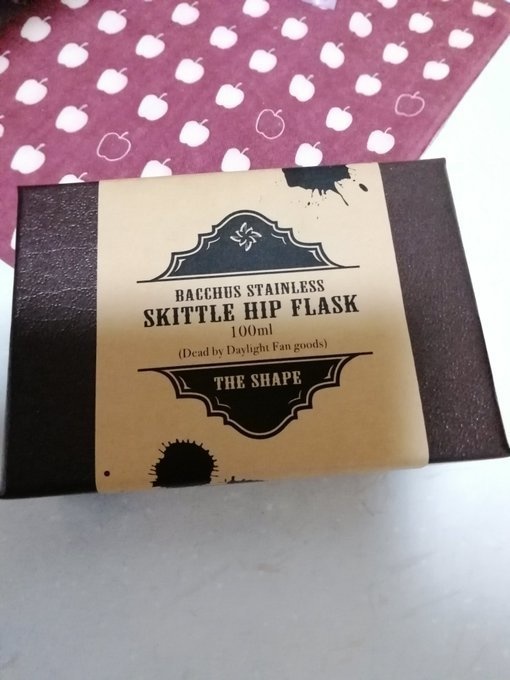 BACCHUS STAINLESS
SKITTLE HIP FLASK
100ml
(Dead by Daylight Fan goods)
THE SHAPE